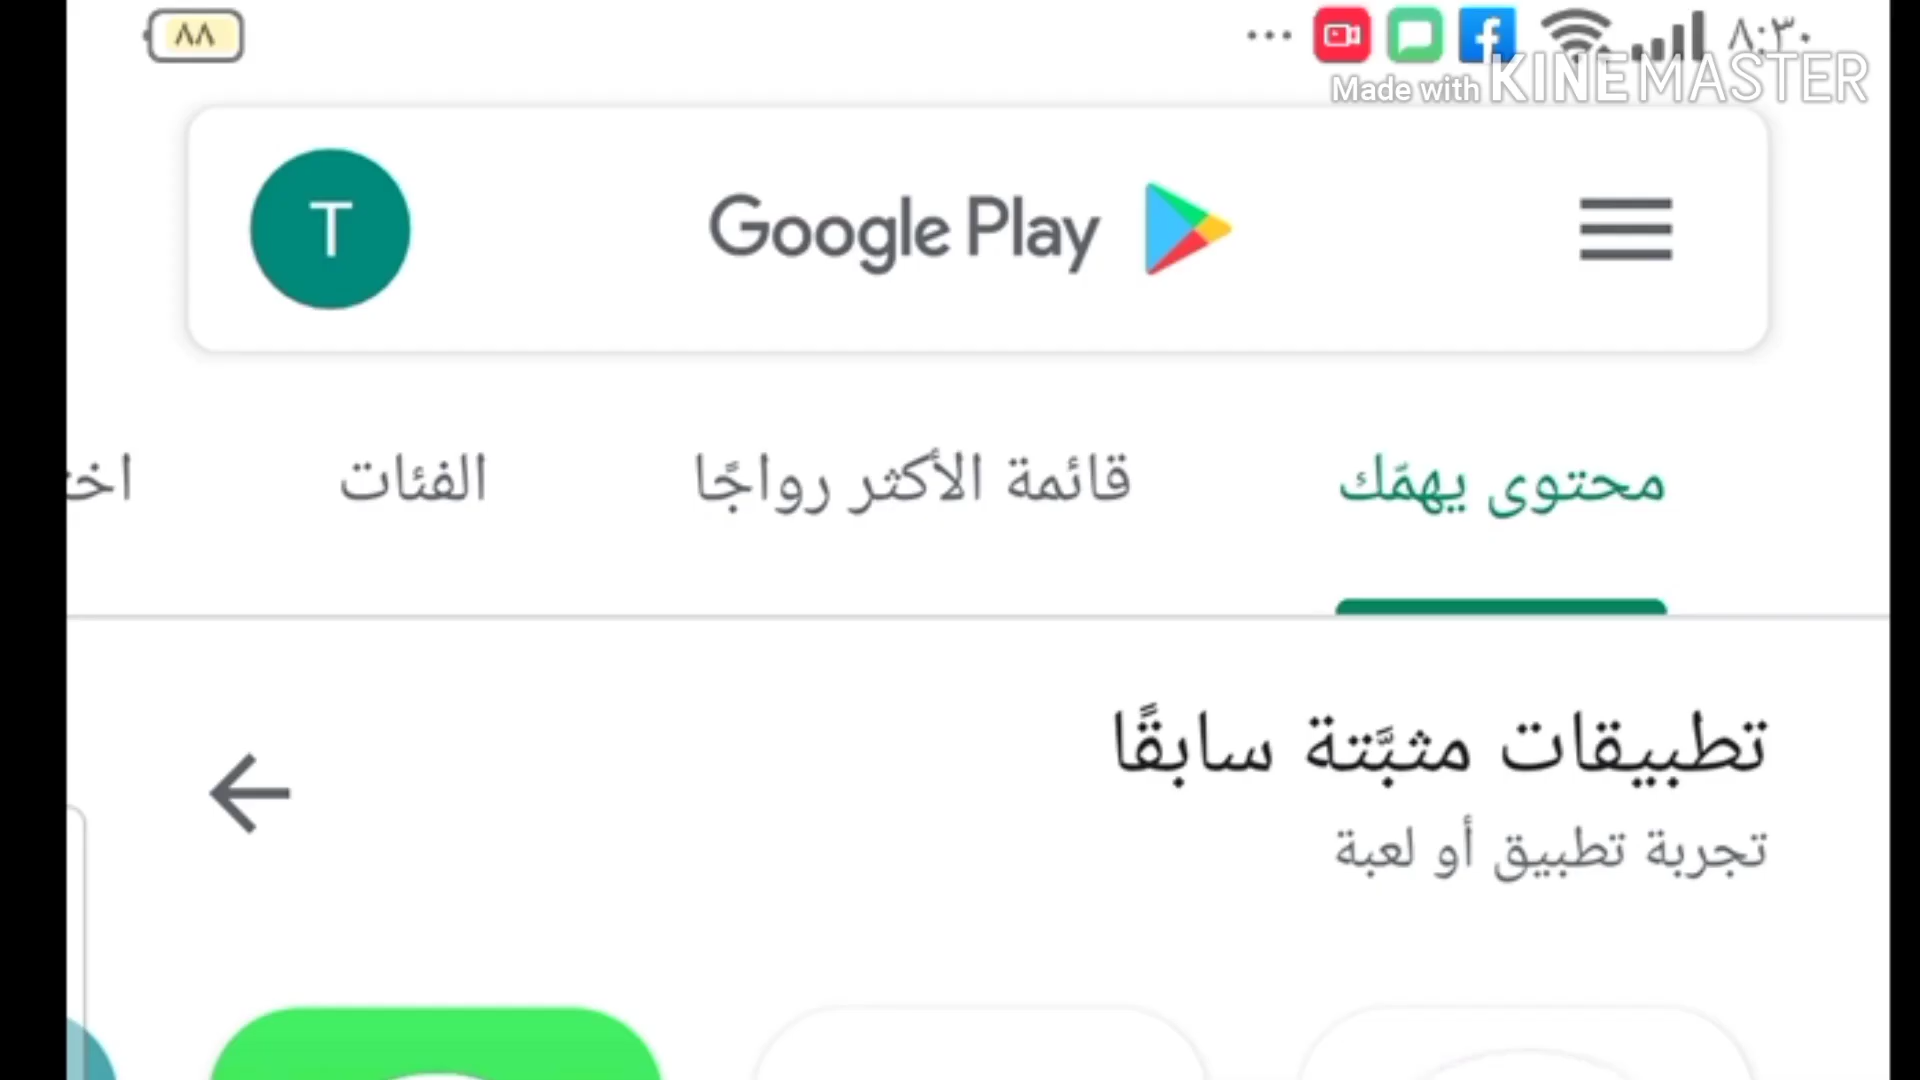 ٨:٣٠ ٨٨
Made with KINEMASTER
Google Play T
محتوى يهمّك قائمة الأكثر رواجًا الفئات
تطبيقات مثبَّتة سابقًا
تجربة تطبيق أو لعبة